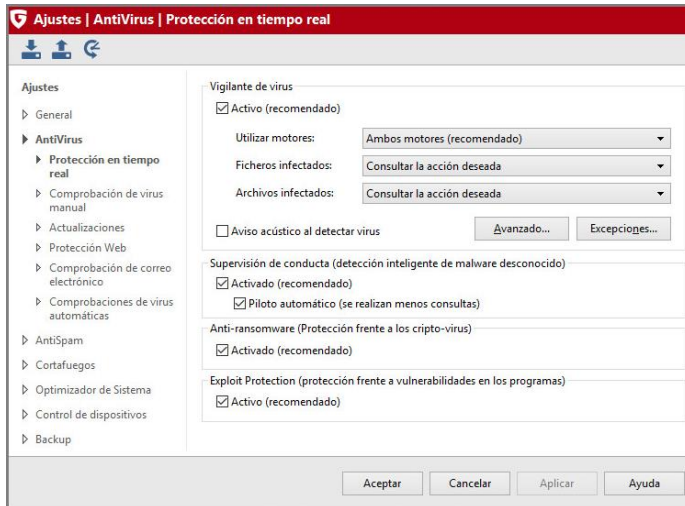 Ajustes | AntiVirus | Protección en tiempo real
Ajustes
General
AntiVirus
Protección en tiempo
real
Comprobación de virus
manual
Actualizaciones
Protección Web
Comprobación de correo
electrónico
Comprobaciones de virus
automáticas
AntiSpam
Cortafuegos
Optimizador de Sistema
Control de dispositivos
Backup
Vigilante de virus
Activo (recomendado)
Utilizar motores: Ambos motores (recomendado)
Ficheros infectados: Consultar la acción deseada
Archivos infectados: Consultar la acción deseada
Aviso acústico al detectar virus Avanzado... Excepciones...
Supervisión de conducta (detección inteligente de malware desconocido)
Activado (recomendado)
Piloto automático (se realizan menos consultas)
Anti-ransomware (Protección frente a los cripto-virus)
Activado (recomendado)
Exploit Protection (protección frente a vulnerabilidades en los programas)
Activo (recomendado)
Aceptar Cancelar Aplicar Ayuda